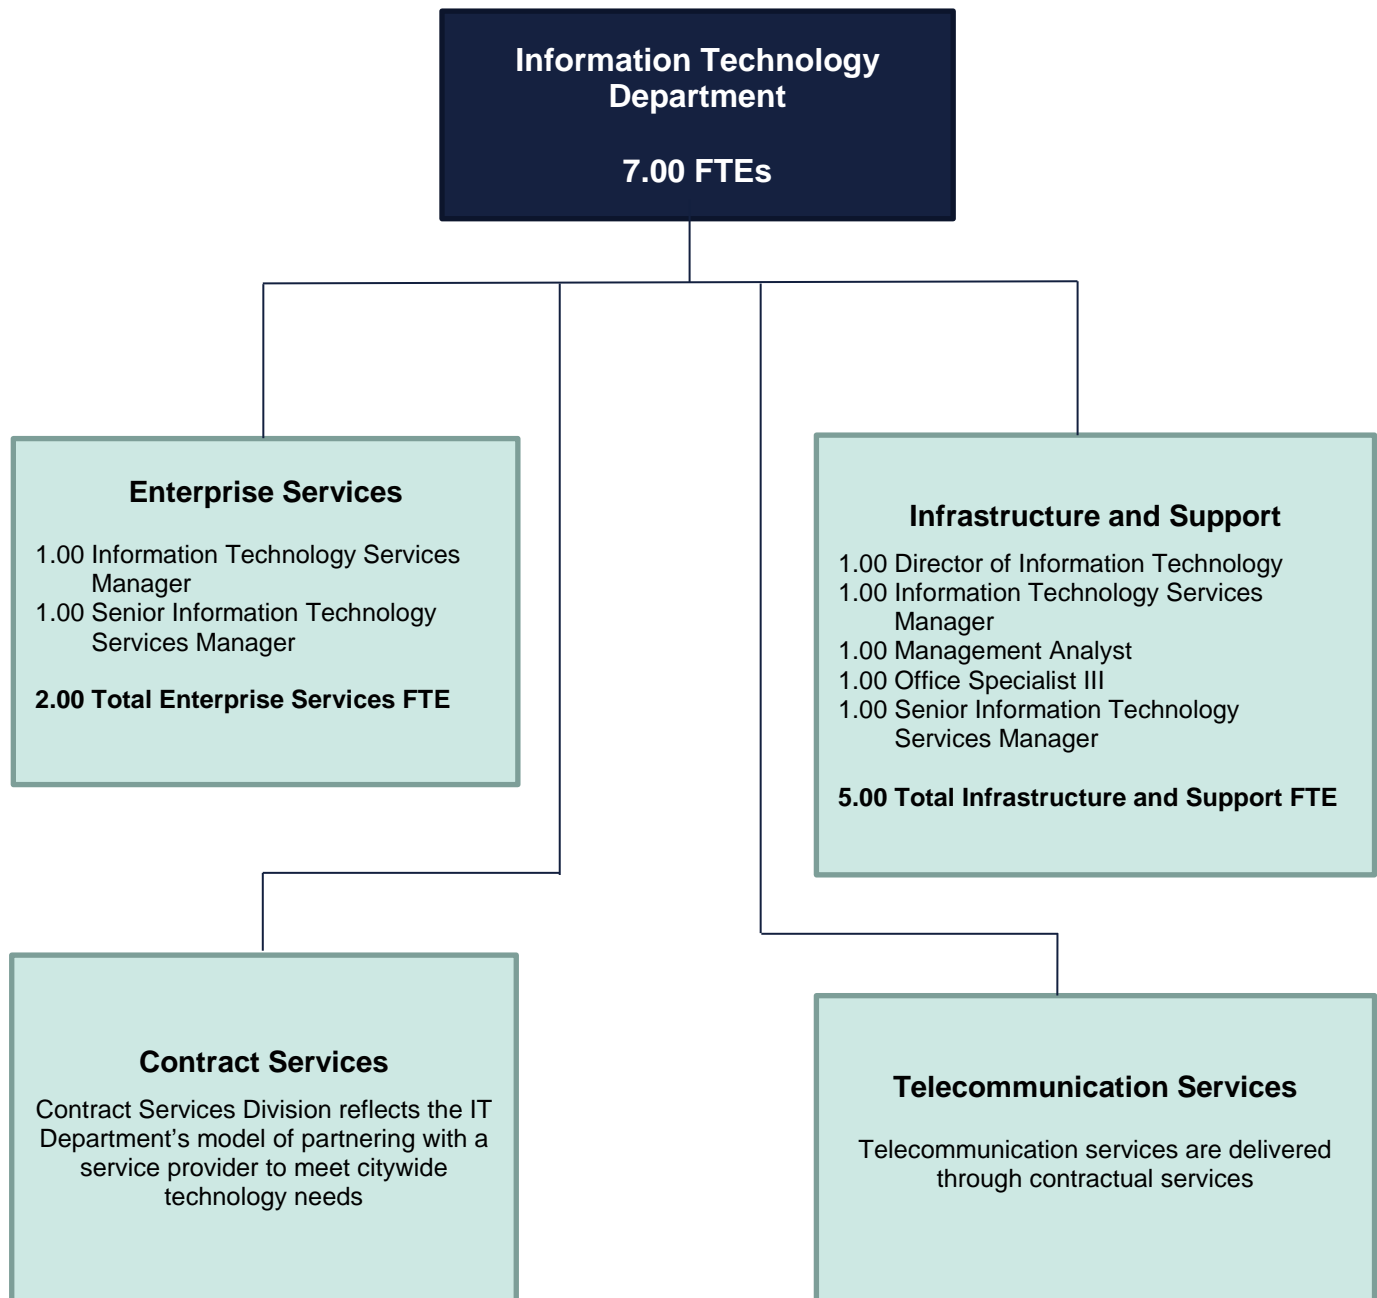 Information Technology
Department
7.00 FTEs
Enterprise Services
1.00 Information Technology Services
Manager
1.00 Senior Information Technology
Services Manager
2.00 Total Enterprise Services FTE
Infrastructure and Support
1.00 Director of Information Technology
1.00 Information Technology Services
Manager
1.00 Management Analyst
1.00 Office Specialist III
1.00 Senior Information Technology
Services Manager
5.00 Total Infrastructure and Support FTE
Contract Services
Contract Services Division reflects the IT
Department’s model of partnering with a
service provider to meet citywide
technology needs
Telecommunication Services
Telecommunication services are delivered
through contractual services